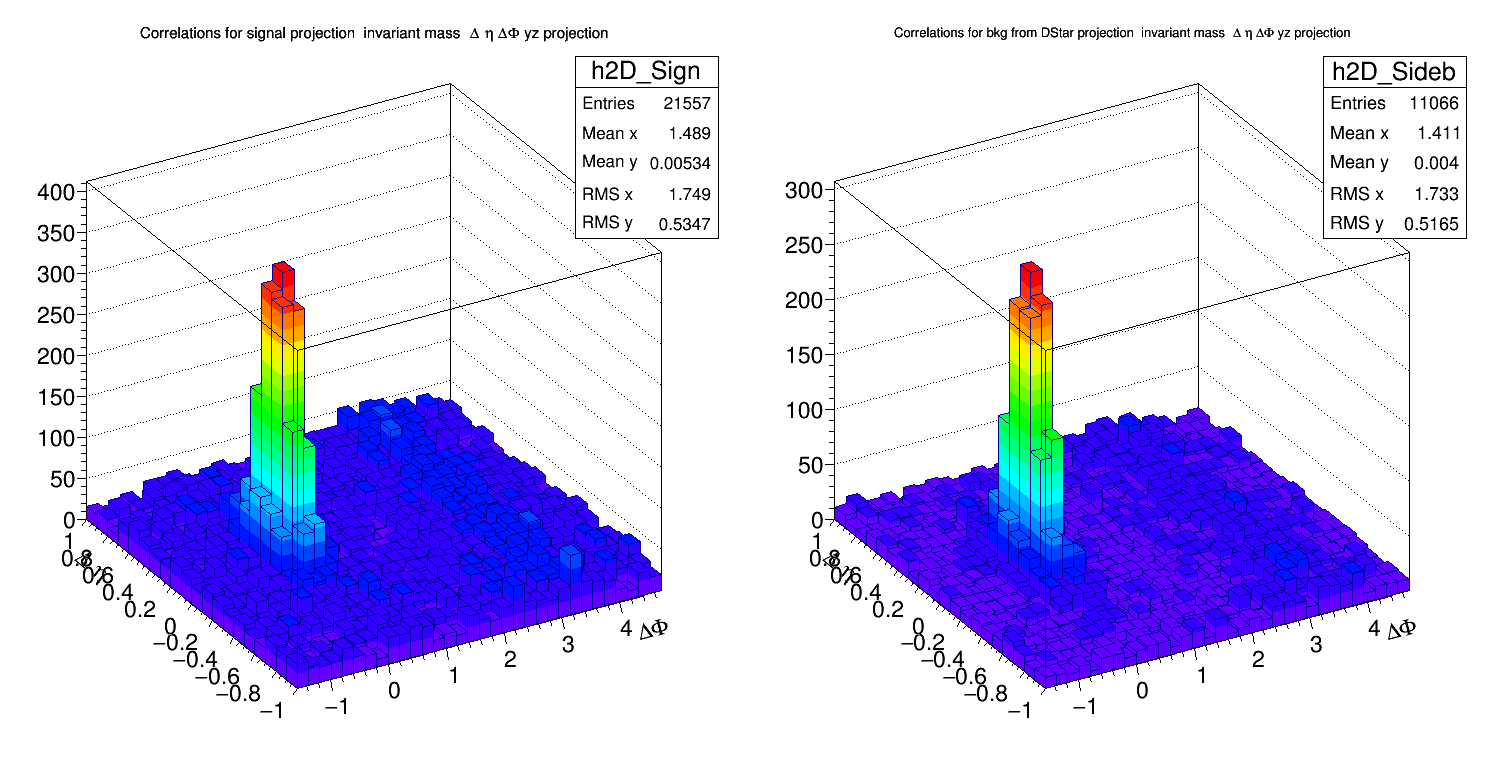 Correlations for signal projection invariant mass Δ η ΔΦ yz projection
h2D_Sign
Entries 21557
Mean x 1.489
Mean y 0.00534
RMS x 1.749
RMS y 0.5347
400
350
300
250
200
150
100
50
0
1
0.8
0.6
0.4
0.2
0
−0.2
−0.4
−0.6
−0.8
−1
Δ η
−1
0
1
2
3
4
ΔΦ
Correlations for bkg from DStar projection invariant mass Δ η ΔΦ yz projection
h2D_Sideb
Entries 11066
Mean x 1.411
Mean y 0.004
RMS x 1.733
RMS y 0.5165
300
250
200
150
100
50
0
1
0.8
0.6
0.4
0.2
0
−0.2
−0.4
−0.6
−0.8
−1
Δ η
−1
0
1
2
3
4
ΔΦ